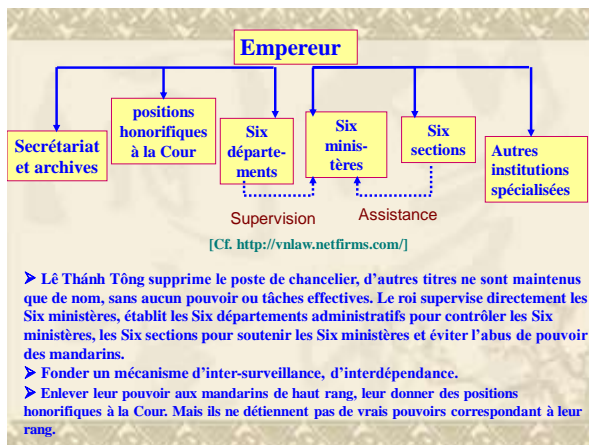 Empereur
Secrétariat
et archives
positions
honorifiques
à la Cour
Six
départe-
ments
Six
minis-
tères
Six
sections
Autres
institutions
spécialisées
Supervision
Assistance
[Cf. http://vnlaw.netfirms.com/]
➢ Lê Thánh Tông supprime le poste de chancelier, d’autres titres ne sont maintenus
que de nom, sans aucun pouvoir ou tâches effectives. Le roi supervise directement les
Six ministères, établit les Six départements administratifs pour contrôler les Six
ministères, les Six sections pour soutenir les Six ministères et éviter l’abus de pouvoir
des mandarins.
➢ Fonder un mécanisme d’inter-surveillance, d’interdépendance.
➢ Enlever leur pouvoir aux mandarins de haut rang, leur donner des positions
honorifiques à la Cour. Mais ils ne détiennent pas de vrais pouvoirs correspondant à leur
rang.